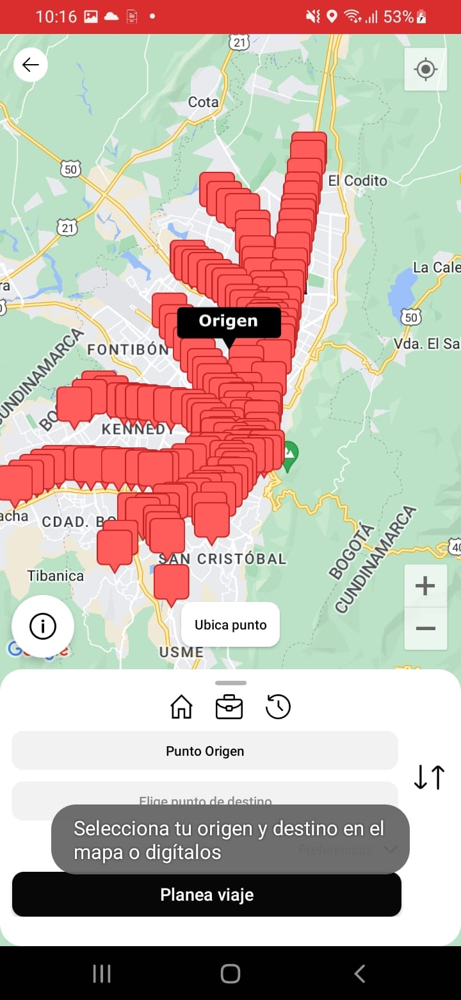 10:16
53%
21
Cota
50
El Codito
21
La Cale
ra
50
Vda. El Sa
CUNDINAMARCA
FONTIBÓN
Origen
BO
KENNEDY
acha
CDAD. BO
SAN CRISTÓBAL
BOGOTÁ
CUNDINAMARCA
40
Tibanica
Ubica punto
USME
Punto Origen
Elige punto de destino
Selecciona tu origen y destino en el
mapa o digítalos
Preferencias
Planea viaje